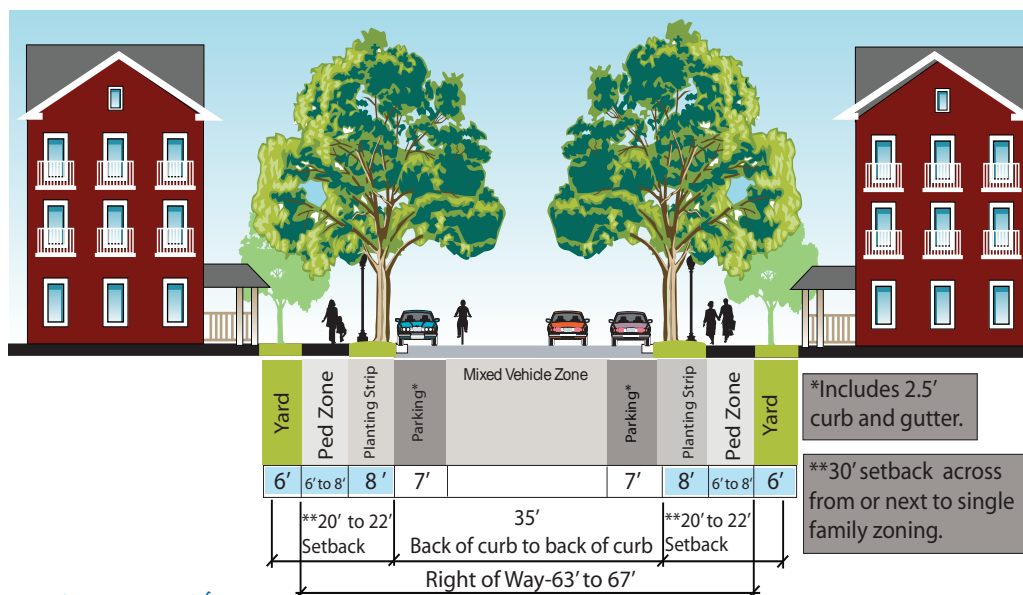 Yard
Ped Zone
Planting Strip
Parking*
Mixed Vehicle Zone
Parking*
Planting Strip
Ped Zone
Yard
6’
6’ to 8’
8’
7’
7’
8’
6’ to 8’
6’
**20’ to 22’
Setback
35’
Back of curb to back of curb
**20’ to 22’
Setback
Right of Way-63’ to 67’
*Includes 2.5’
curb and gutter.
**30’ setback across
from or next to single
family zoning.